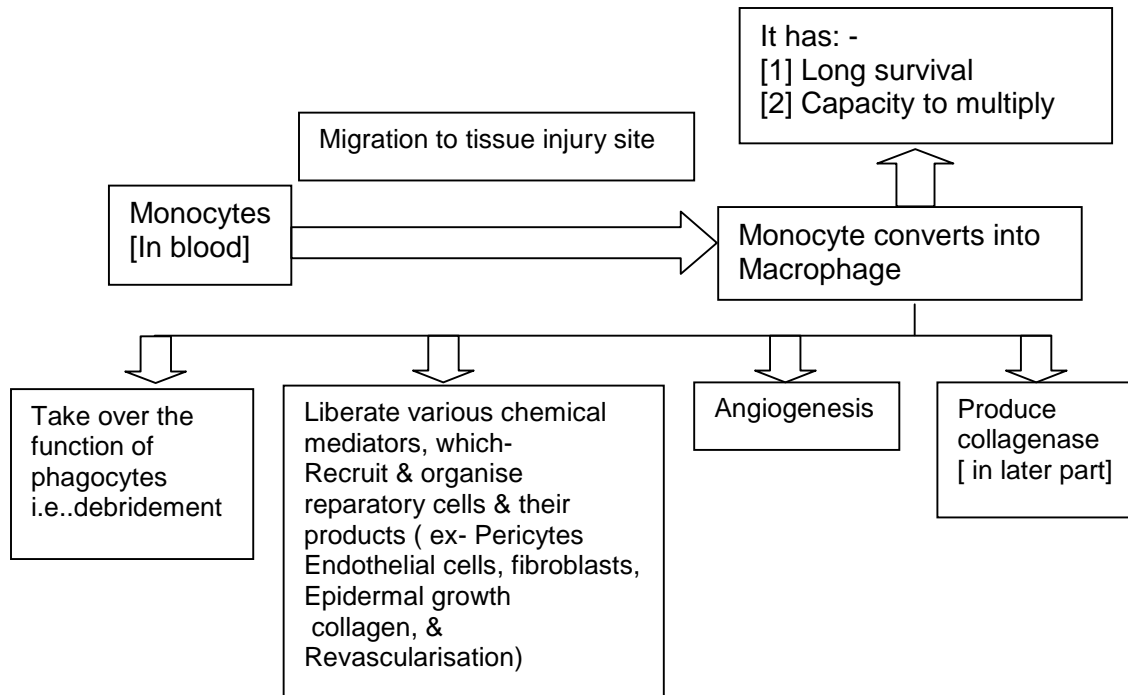 It has: -
[1] Long survival
[2] Capacity to multiply
Migration to tissue injury site
Monocytes
[In blood]
Monocyte converts into
Macrophage
Take over the
function of
phagocytes
i.e..debridement
Liberate various chemical
mediators, which-
Recruit & organise
reparatory cells & their
products ( ex- Pericytes
Endothelial cells, fibroblasts,
Epidermal growth
collagen, &
Revascularisation)
Angiogenesis
Produce
collagenase
[ in later part]